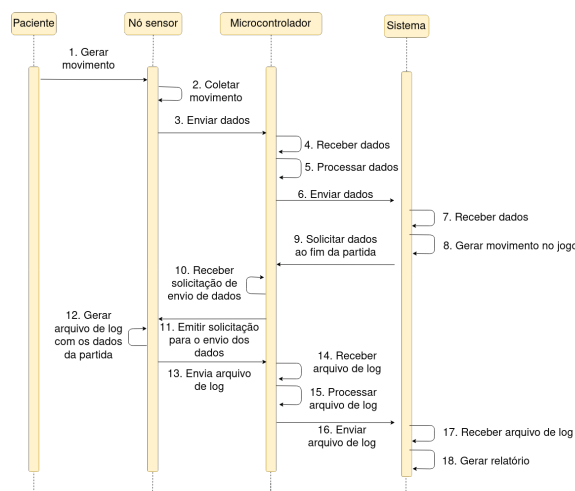 Paciente
Nó sensor
Microcontrolador
Sistema
1. Gerar
movimento
2. Coletar
movimento
3. Enviar dados
4. Receber dados
5. Processar dados
6. Enviar dados
7. Receber dados
8. Gerar movimento no jogo
9. Solicitar dados
ao fim da partida
10. Receber
solicitação de
envio de dados
11. Emitir solicitação
para o envio dos
dados
12. Gerar
arquivo de log
com os dados
da partida
13. Envia arquivo
de log
14. Receber
arquivo de log
15. Processar
arquivo de log
16. Enviar
arquivo de log
17. Receber arquivo de log
18. Gerar relatório